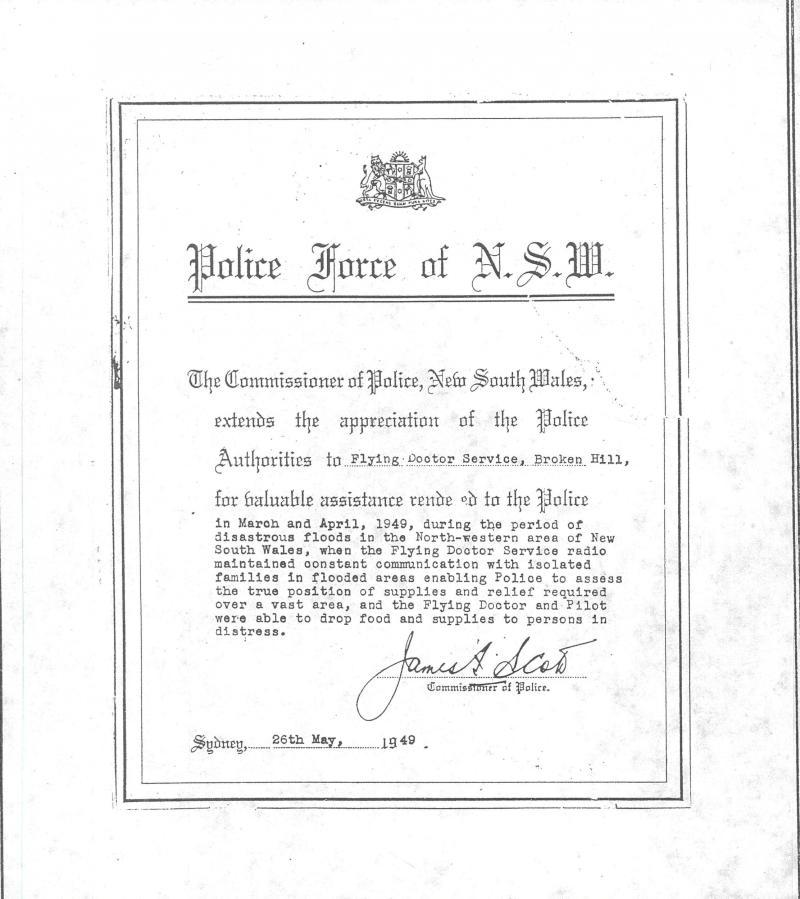 Police Force of N.S.W.
The Commissioner of Police, New South Wales,
extends the appreciation of the Police
Authorities to Flying Doctor Service, Broken Hill,
for valuable assistance rende ed to the Police
in March and April, 1949, during the period of
disastrous floods in the North-western area of New
South Wales, when the Flying Doctor Service radio
maintained constant communication with isolated
families in flooded areas enabling Police to assess
the true position of supplies and relief required
over a vast area, and the Flying Doctor and Pilot
were able to drop food and supplies to persons in
distress.
James F. Scott
Commissioner of Police.
Sydney, 26th May, 1949.